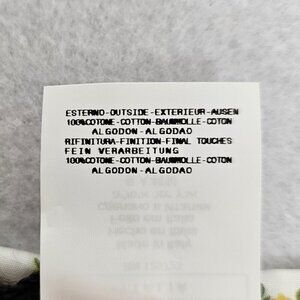 ESTERNO-OUTSIDE-EXTERIEUR-AUSEN
100%COTONE-COTTON-BAUMWOLLE-COTON
ALGODON-ALGODAO
RIFINITURA-FINITION-FINAL TOUCHES
FEIN VERARBEITUNG
100%COTONE-COTTON-BAUMWOLLE-COTON
ALGODON-ALGODAO